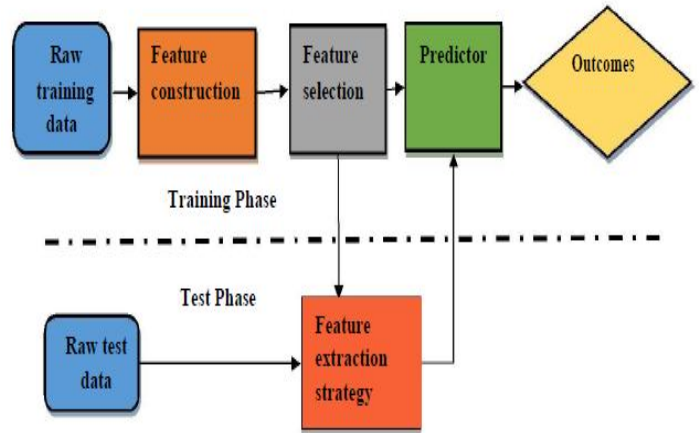 Raw
training
data
Feature
construction
Feature
selection
Predictor
Outcomes
Training Phase
Test Phase
Raw test
data
Feature
extraction
strategy